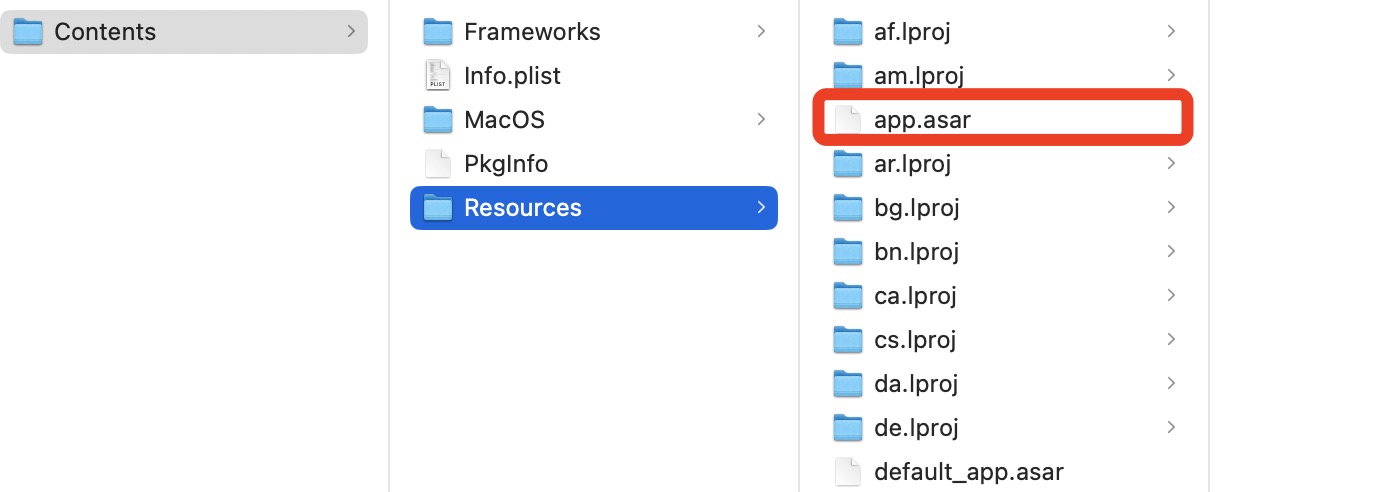 Contents
Frameworks
Info.plist
PLIST
MacOS
PkgInfo
Resources
af.lproj
am.lproj
app.asar
ar.lproj
bg.lproj
bn.lproj
ca.lproj
cs.lproj
da.lproj
de.lproj
default_app.asar